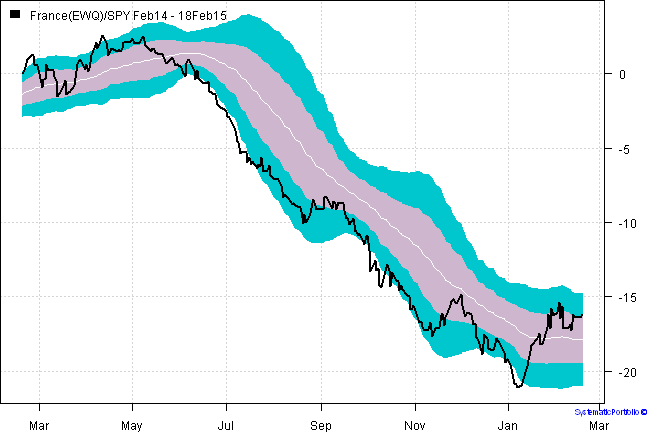 France(EWQ)/SPY Feb14 - 18Feb15
0
-5
-10
-15
-20
SystematicPortfolio ©
Mar May Jul Sep Nov Jan Mar